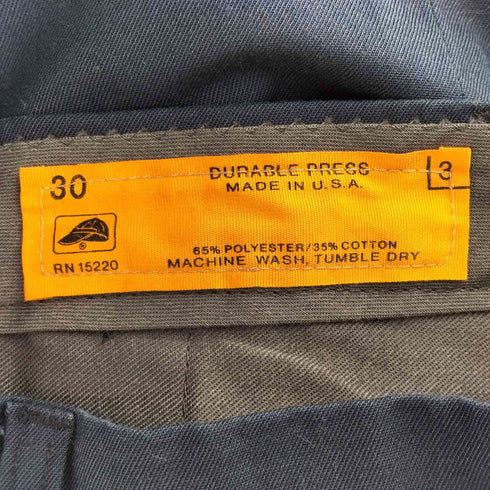 30
DURABLE PRESS
MADE IN U.S.A.
3
®
RN 15220
65% POLYESTER/35% COTTON
MACHINE WASH, TUMBLE DRY